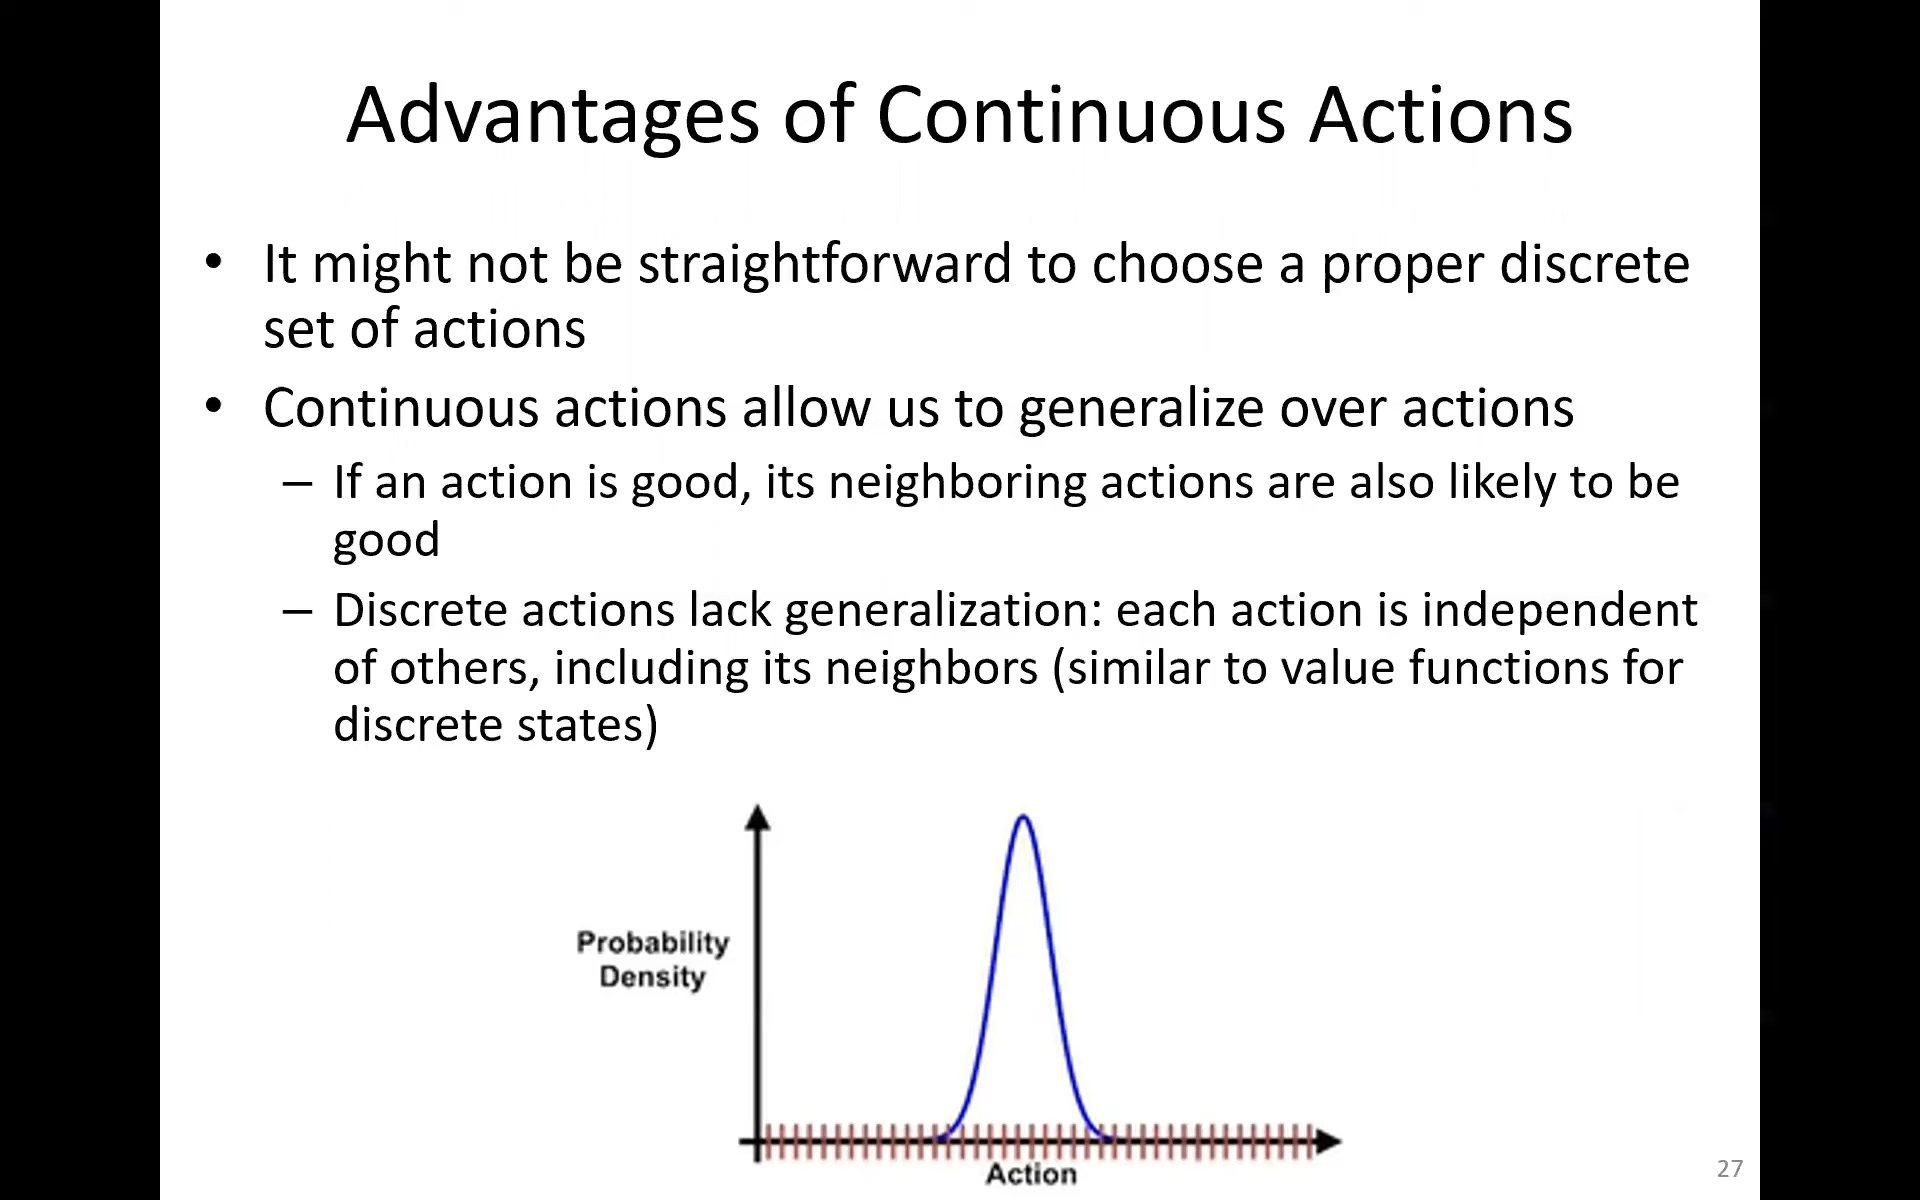 Advantages of Continuous Actions
• It might not be straightforward to choose a proper discrete
set of actions
• Continuous actions allow us to generalize over actions
– If an action is good, its neighboring actions are also likely to be
good
– Discrete actions lack generalization: each action is independent
of others, including its neighbors (similar to value functions for
discrete states)
Probability
Density
Action
27